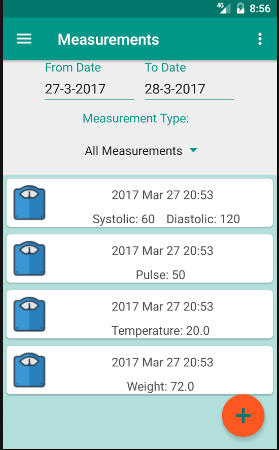 4G 8:56
Measurements
From Date To Date
27-3-2017 28-3-2017
Measurement Type:
All Measurements
2017 Mar 27 20:53
Systolic: 60 Diastolic: 120
2017 Mar 27 20:53
Pulse: 50
2017 Mar 27 20:53
Temperature: 20.0
2017 Mar 27 20:53
Weight: 72.0
+